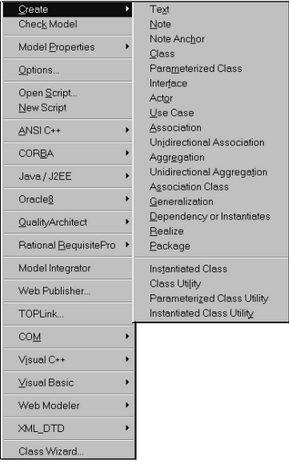 Create
Check Model
Model Properties
Options...
Open Script...
New Script
ANSI C++
CORBA
Java / J2EE
Oracle8
QualityArchitect
Rational RequisitePro
Model Integrator
Web Publisher...
TOPLink...
COM
Visual C++
Visual Basic
Web Modeler
XML_DTD
Class Wizard...
Text
Note
Note Anchor
Class
Parameterized Class
Interface
Actor
Use Case
Association
Unidirectional Association
Aggregation
Unidirectional Aggregation
Association Class
Generalization
Dependency or Instantiates
Realize
Package
Instantiated Class
Class Utility
Parameterized Class Utility
Instantiated Class Utility